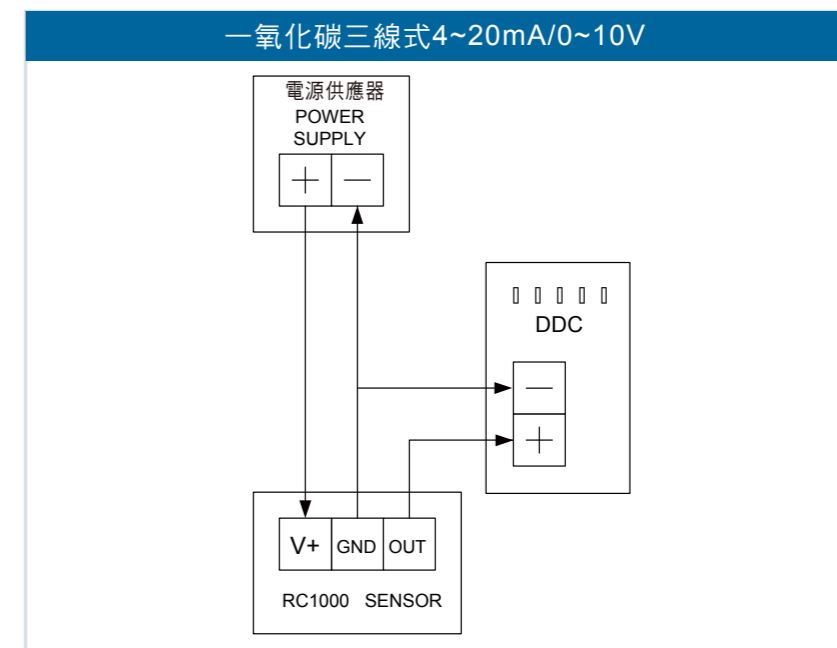 一氧化碳三線式4~20mA/0~10V
電源供應器
POWER
SUPPLY
+ −
DDC
−
+
V+ GND OUT
RC1000 SENSOR